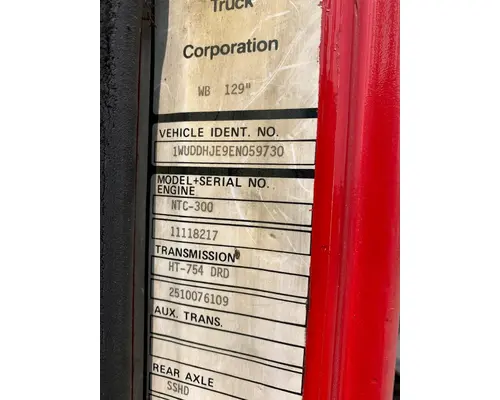 Truck
Corporation
WB 129"
VEHICLE IDENT. NO.
1WUDDHJE9EN059730
MODEL+SERIAL NO.
ENGINE
NTC-300
11118217
TRANSMISSION
HT-754 DRD
2510076109
AUX. TRANS.
REAR AXLE
SSHD